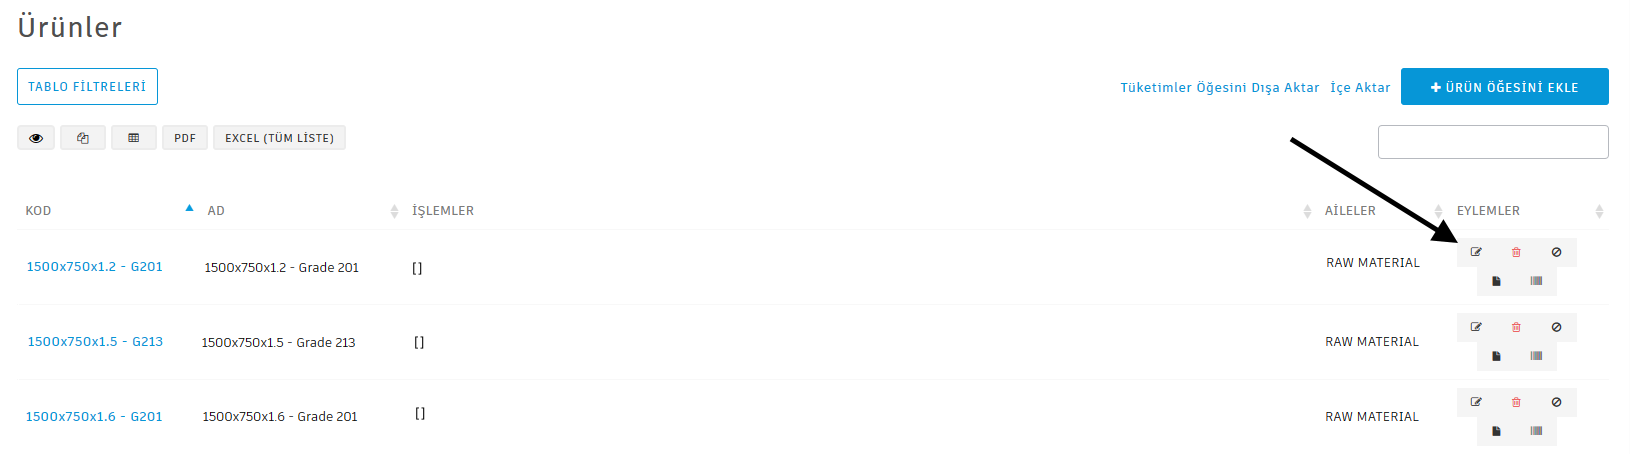 Ürünler
TABLO FİLTRELERİ
Tüketimler Öğesini Dışa Aktar İçe Aktar ÜRÜN ÖĞESİNİ EKLE
PDF EXCEL (TÜM LİSTE)
KOD AD İŞLEMLER AİLELER EYLEMLER
1500x750x1.2 - G201 1500x750x1.2 - Grade 201 [] RAW MATERIAL
1500x750x1.5 - G213 1500x750x1.5 - Grade 213 [] RAW MATERIAL
1500x750x1.6 - G201 1500x750x1.6 - Grade 201 [] RAW MATERIAL